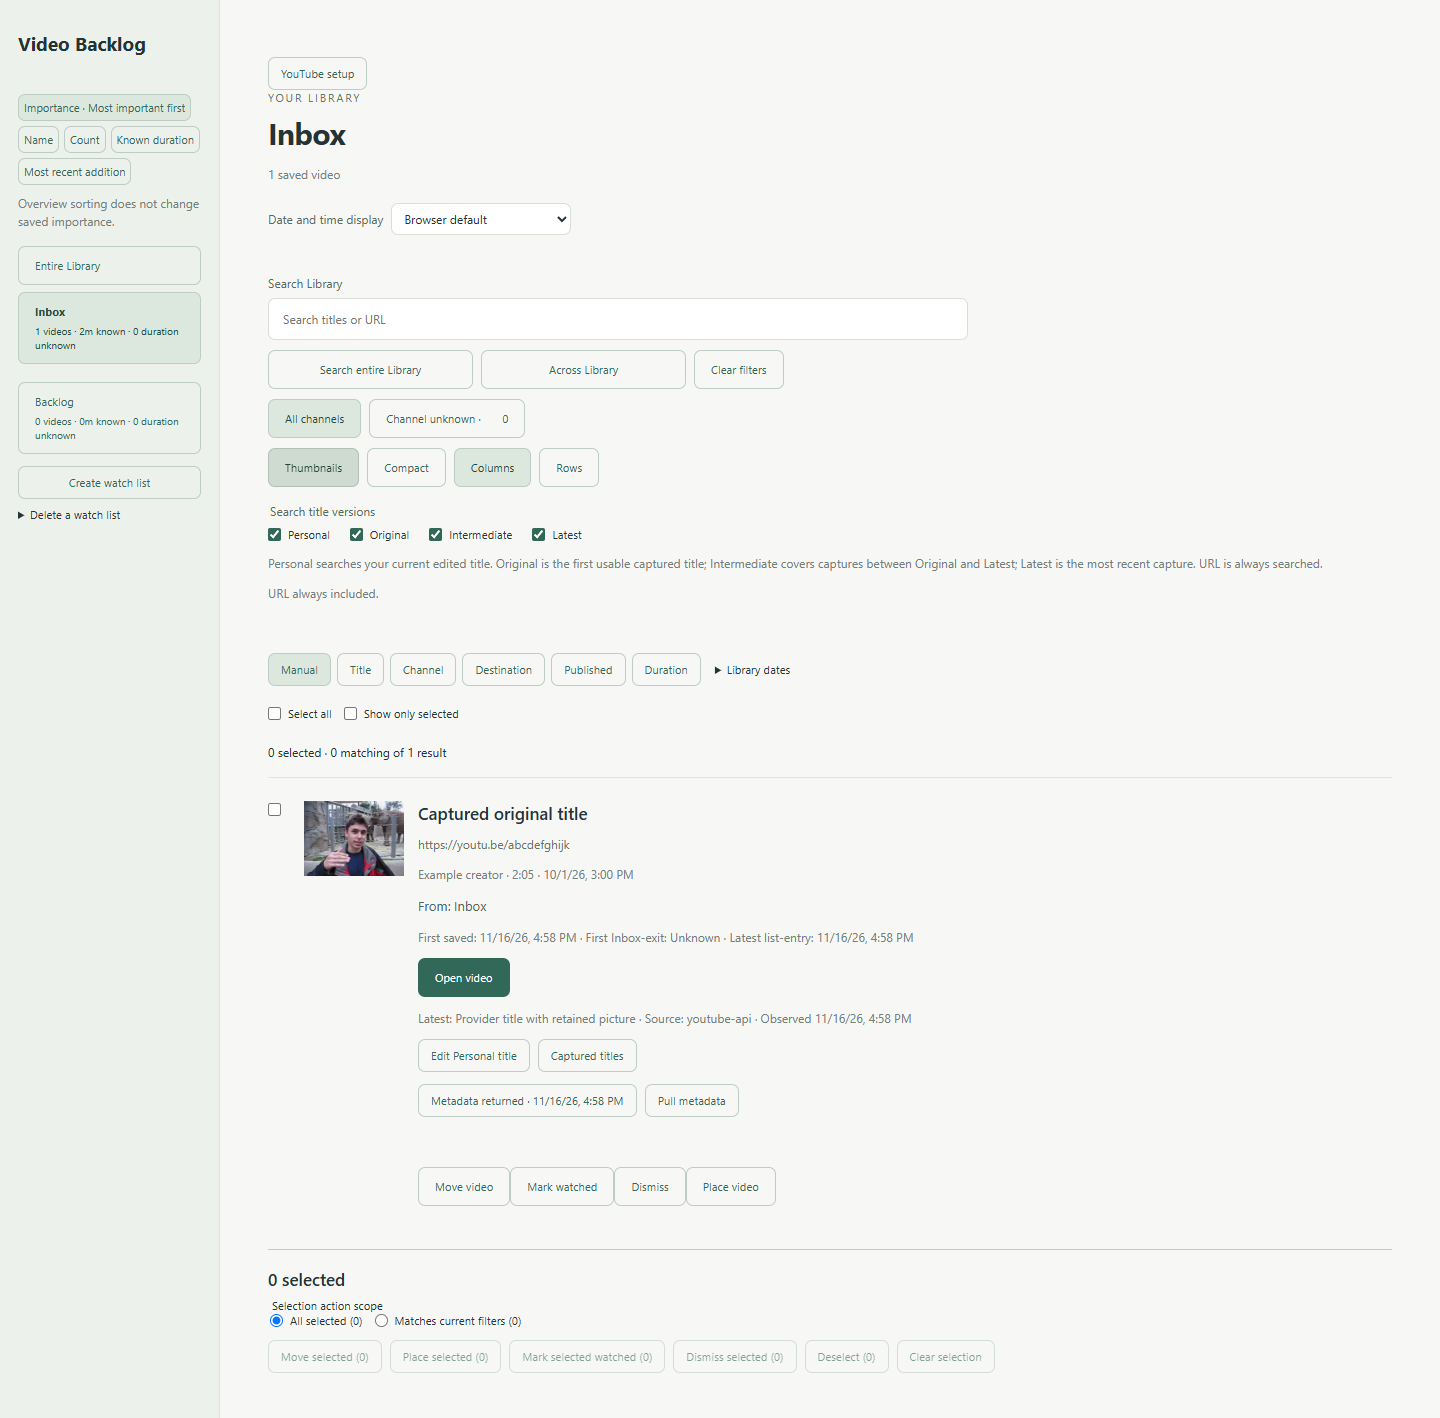 Video Backlog
Importance · Most important first
Name
Count
Known duration
Most recent addition
Overview sorting does not change
saved importance.
Entire Library
Inbox
1 videos · 2m known · 0 duration
unknown
Backlog
0 videos · 0m known · 0 duration
unknown
Create watch list
Delete a watch list
YouTube setup
YOUR LIBRARY
Inbox
1 saved video
Date and time display
Browser default
Search Library
Search titles or URL
Search entire Library
Across Library
Clear filters
All channels
Channel unknown · 0
Thumbnails
Compact
Columns
Rows
Search title versions
Personal
Original
Intermediate
Latest
Personal searches your current edited title. Original is the first usable captured title; Intermediate covers captures between Original and Latest; Latest is the most recent capture. URL is always searched.
URL always included.
Manual
Title
Channel
Destination
Published
Duration
Library dates
Select all
Show only selected
0 selected · 0 matching of 1 result
Captured original title
https://youtu.be/abcdefghijk
Example creator · 2:05 · 10/1/26, 3:00 PM
From: Inbox
First saved: 11/16/26, 4:58 PM · First Inbox-exit: Unknown · Latest list-entry: 11/16/26, 4:58 PM
Open video
Latest: Provider title with retained picture · Source: youtube-api · Observed 11/16/26, 4:58 PM
Edit Personal title
Captured titles
Metadata returned · 11/16/26, 4:58 PM
Pull metadata
Move video
Mark watched
Dismiss
Place video
0 selected
Selection action scope
All selected (0)
Matches current filters (0)
Move selected (0)
Place selected (0)
Mark selected watched (0)
Dismiss selected (0)
Deselect (0)
Clear selection